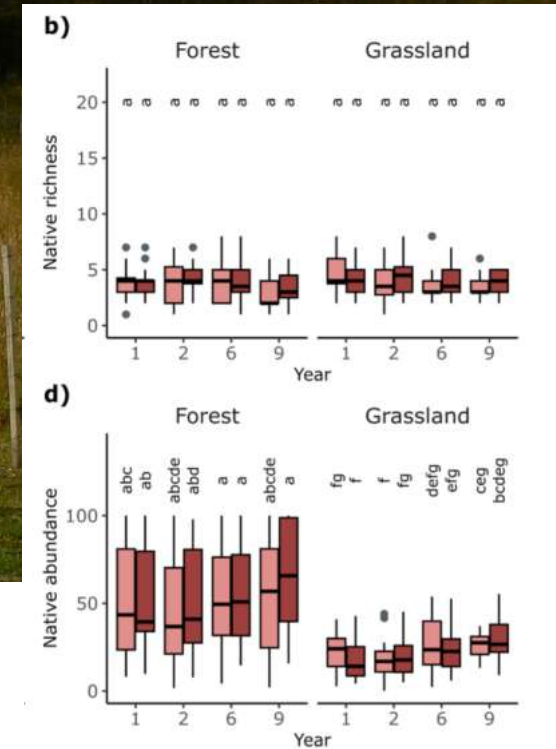 b)
Forest Grassland
Native richness
20
15
10
5
0
a a a a a a a a a a a a a a a a
1 2 6 9 1 2 6 9
Year
d)
Forest Grassland
Native abundance
100
50
0
abc ab abcde abd a a abcde a fg f f fg defg efg ceg bcdeg
1 2 6 9 1 2 6 9
Year